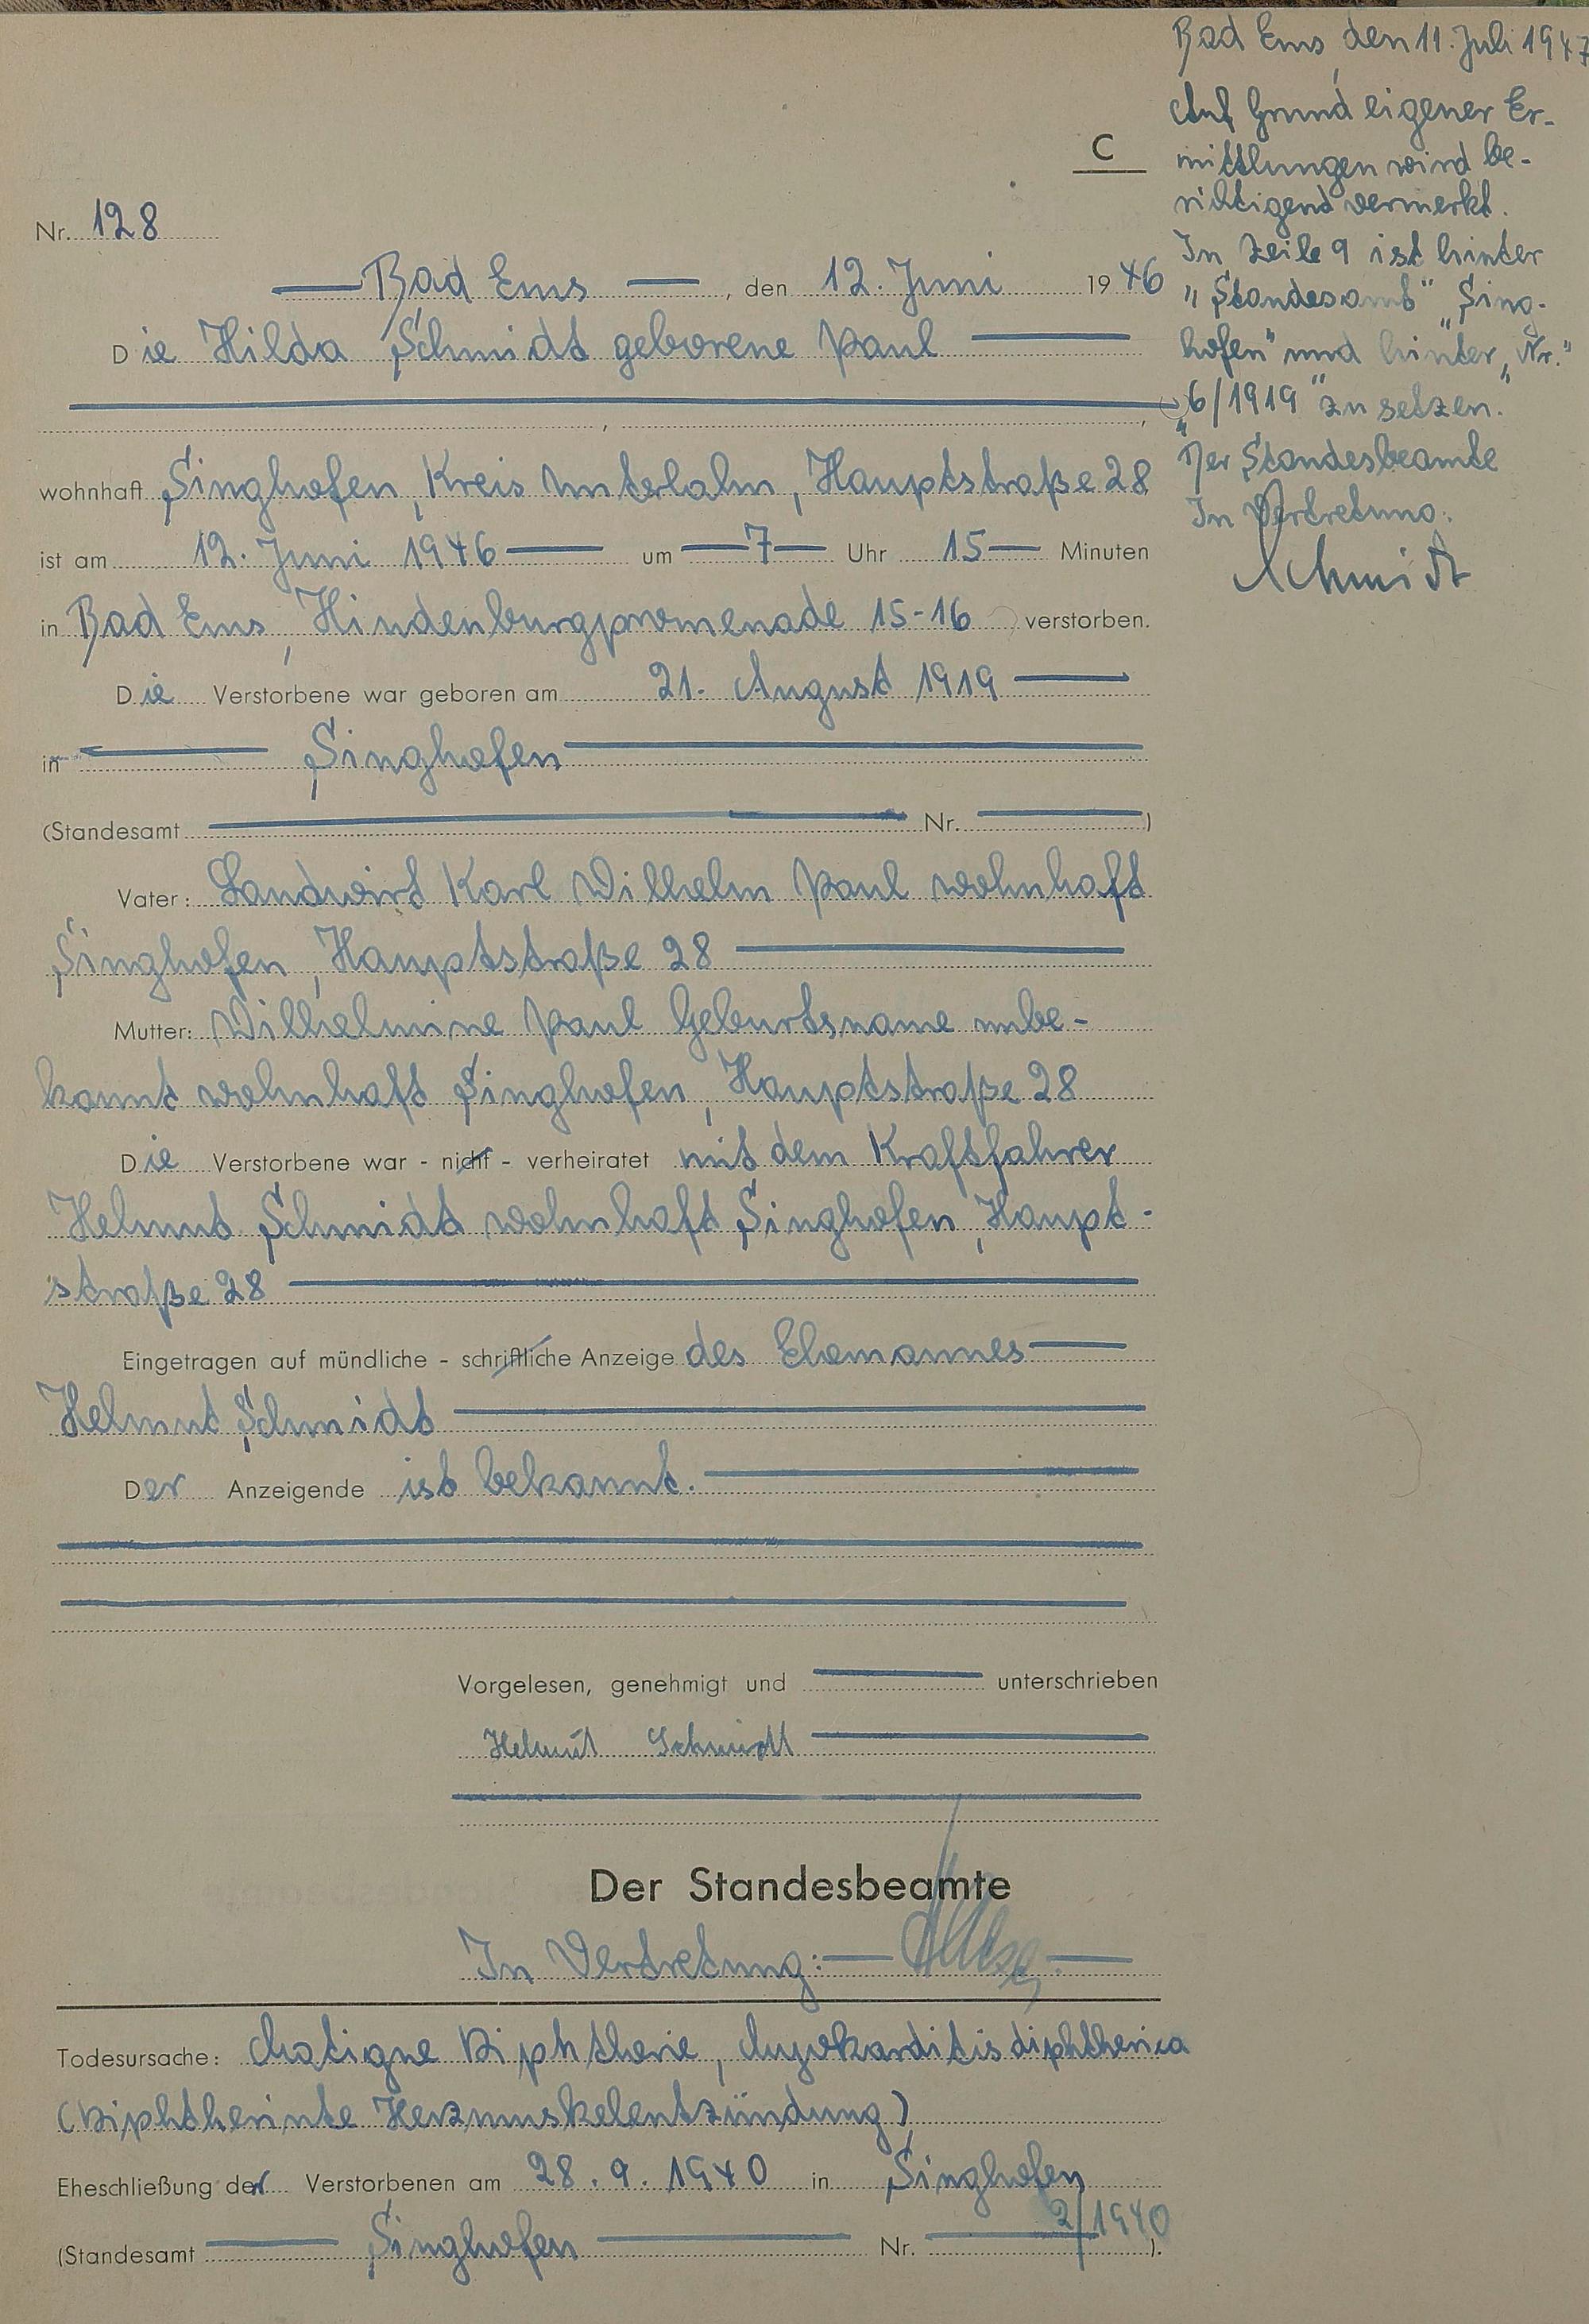 C
Nr. 128
Bad Ems, den 12. Juni 1946
Die Hilda Schmidt geborene Paul
wohnhaft Singhofen, Kreis Unterlahn, Hauptstraße 28
ist am 12. Juni 1946 um 7 Uhr 15 Minuten
in Bad Ems, Hindenburgpromenade 15-16 verstorben.
Die Verstorbene war geboren am 21. August 1919
in Singhofen
(Standesamt Nr. )
Vater: Landwirt Karl Wilhelm Paul wohnhaft
Singhofen, Hauptstraße 28
Mutter: Wilhelmine Paul Geburtsname unbe-
kannt wohnhaft Singhofen, Hauptstraße 28
Die Verstorbene war - nicht - verheiratet mit dem Kraftfahrer
Helmut Schmidt wohnhaft Singhofen, Haupt-
straße 28
Eingetragen auf mündliche - schriftliche Anzeige des Ehemannes
Helmut Schmidt
Der Anzeigende ist bekannt.
Vorgelesen, genehmigt und unterschrieben
Helmut Schmidt
Der Standesbeamte
In Vertretung:
Todesursache: Maligne Diphtherie, Myokarditis diphtherica
(Diphtherinte Herzmuskelentzündung)
Eheschließung der Verstorbenen am 28.9.1940 in Singhofen
(Standesamt Singhofen Nr. 2/1940).
Bad Ems, den 11. Juli 1947
Auf Grund eigener Er-
mittlungen wird be-
richtigend vermerkt.
In Zeile 9 ist hinter
"Standesamt" "Sing-
hofen" und hinter "Nr."
"6/1919" zu setzen.
Der Standesbeamte
In Vertretung:
Schmidt